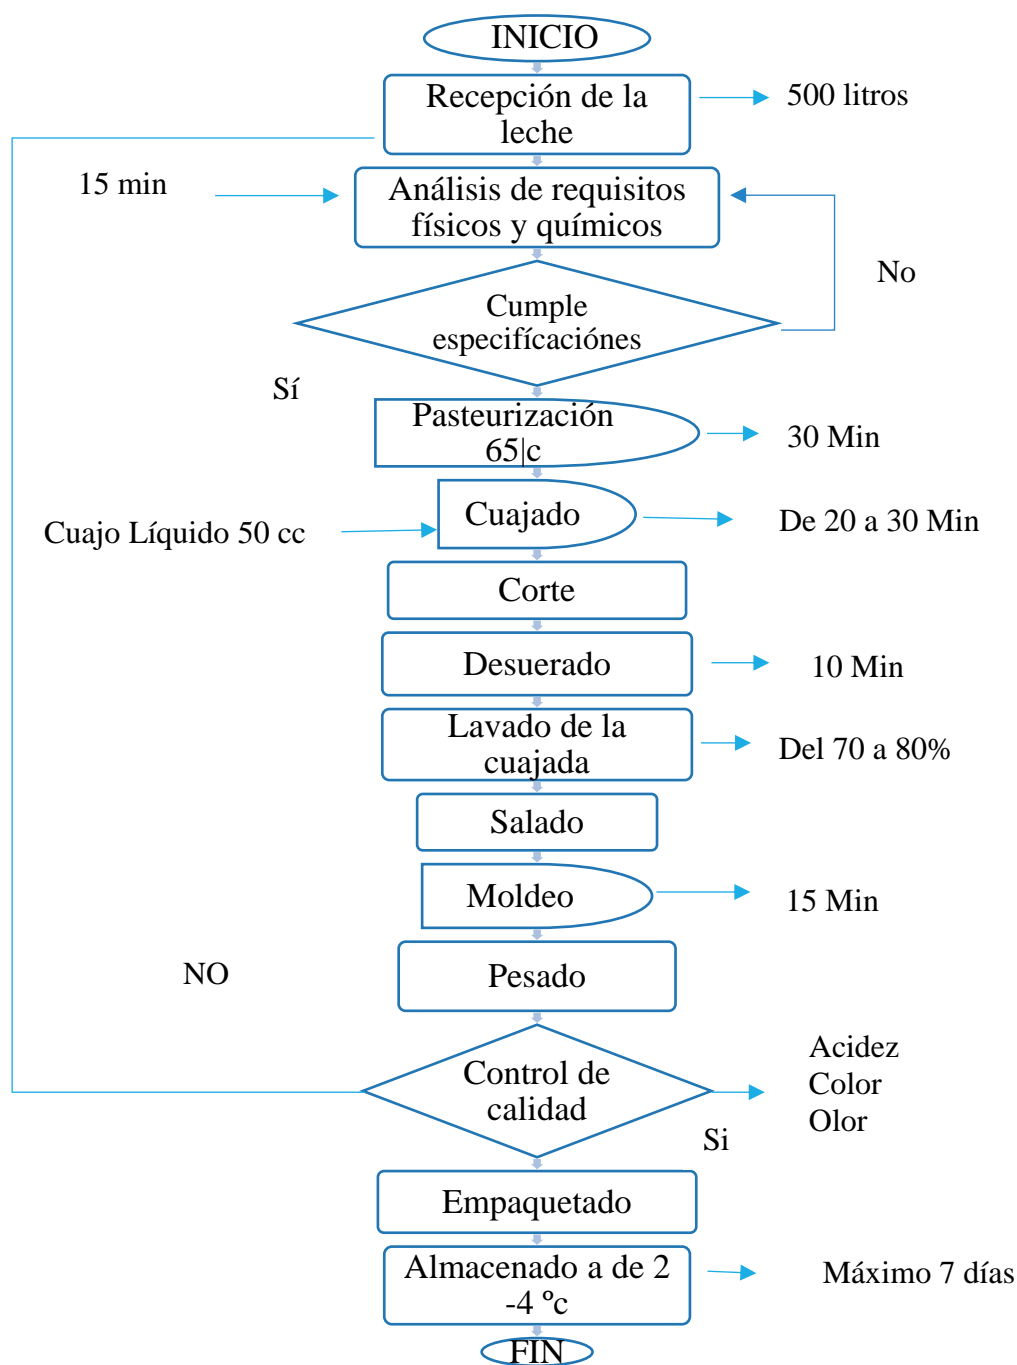 INICIO
Recepción de la
leche
500 litros
15 min
Análisis de requisitos
físicos y químicos
No
Cumple
específícaciónes
Sí
Pasteurización
65|c
30 Min
Cuajado
Cuajo Líquido 50 cc
De 20 a 30 Min
Corte
Desuerado
10 Min
Lavado de la
cuajada
Del 70 a 80%
Salado
Moldeo
15 Min
NO
Pesado
Control de
calidad
Acidez
Color
Olor
Si
Empaquetado
Almacenado a de 2
-4 ºc
Máximo 7 días
FIN